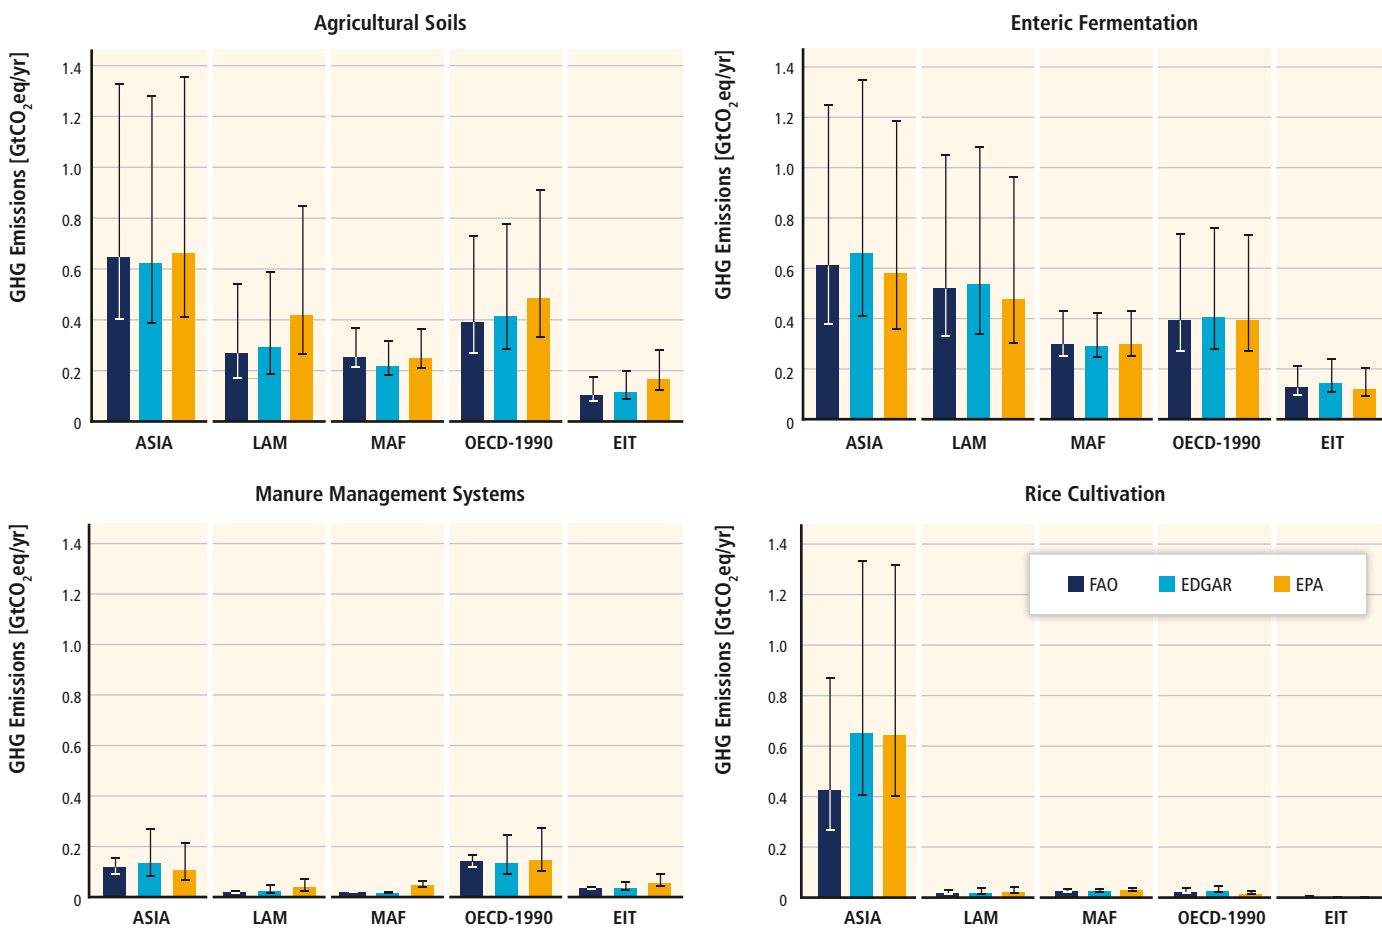 Agricultural Soils
GHG Emissions [GtCO2eq/yr]
1.4
1.2
1.0
0.8
0.6
0.4
0.2
0
ASIA LAM MAF OECD-1990 EIT
Enteric Fermentation
GHG Emissions [GtCO2eq/yr]
1.4
1.2
1.0
0.8
0.6
0.4
0.2
0
ASIA LAM MAF OECD-1990 EIT
Manure Management Systems
GHG Emissions [GtCO2eq/yr]
1.4
1.2
1.0
0.8
0.6
0.4
0.2
0
ASIA LAM MAF OECD-1990 EIT
Rice Cultivation
GHG Emissions [GtCO2eq/yr]
1.4
1.2
1.0
0.8
0.6
0.4
0.2
0
FAO EDGAR EPA
ASIA LAM MAF OECD-1990 EIT